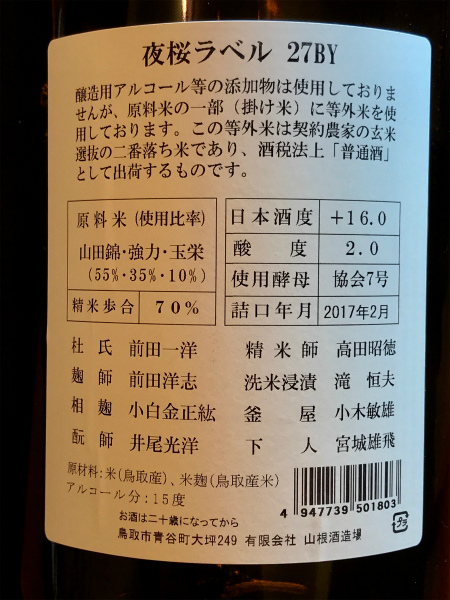 夜桜ラベル 27BY
醸造用アルコール等の添加物は使用しておりま
せんが、原料米の一部(掛け米)に等外米を使
用しております。この等外米は契約農家の玄米
選抜の二番落ち米であり、酒税法上「普通酒」
として出荷するものです。
原料米(使用比率)
山田錦・強力・玉栄
(55%・35%・10%)
精米歩合 70%
日本酒度 +16.0
酸度 2.0
使用酵母 協会7号
詰口年月 2017年2月
杜氏 前田一洋
麹師 前田洋志
相麹 小白金正紘
酛師 井尾光洋
精米師 高田昭徳
洗米浸漬 滝恒夫
釜屋 小木敏雄
下人 宮城雄飛
原材料:米(鳥取産)、米麹(鳥取産米)
アルコール分:15度
4 947739 501803
お酒は二十歳になってから
鳥取市青谷町大坪249 有限会社 山根酒造場